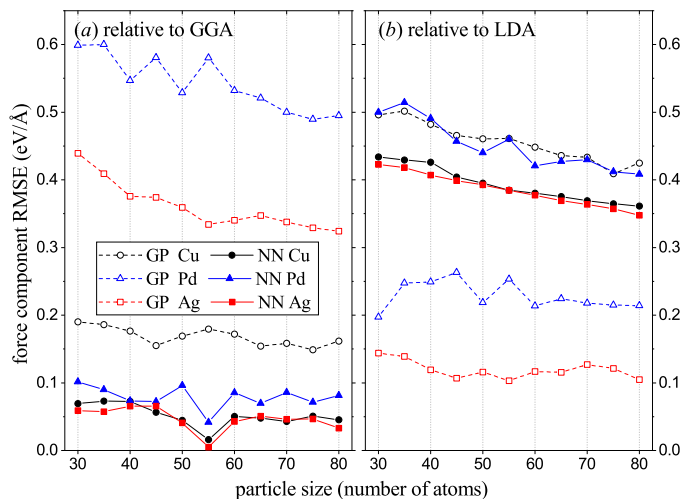 (a) relative to GGA
(b) relative to LDA
force component RMSE (eV/Å)
0.6
0.5
0.4
0.3
0.2
0.1
0.0
0.6
0.5
0.4
0.3
0.2
0.1
0.0
GP Cu
NN Cu
GP Pd
NN Pd
GP Ag
NN Ag
30 40 50 60 70 80
30 40 50 60 70 80
particle size (number of atoms)